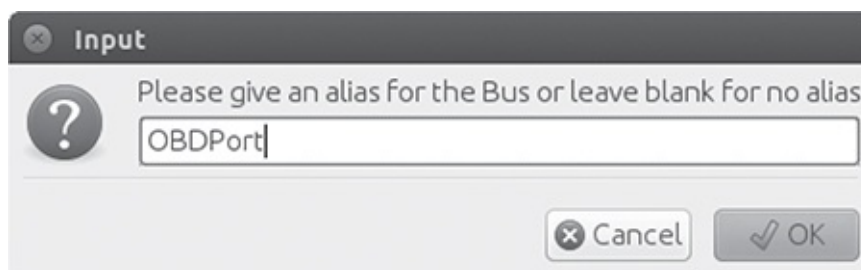 Input
Please give an alias for the Bus or leave blank for no alias
OBDPort
Cancel
OK